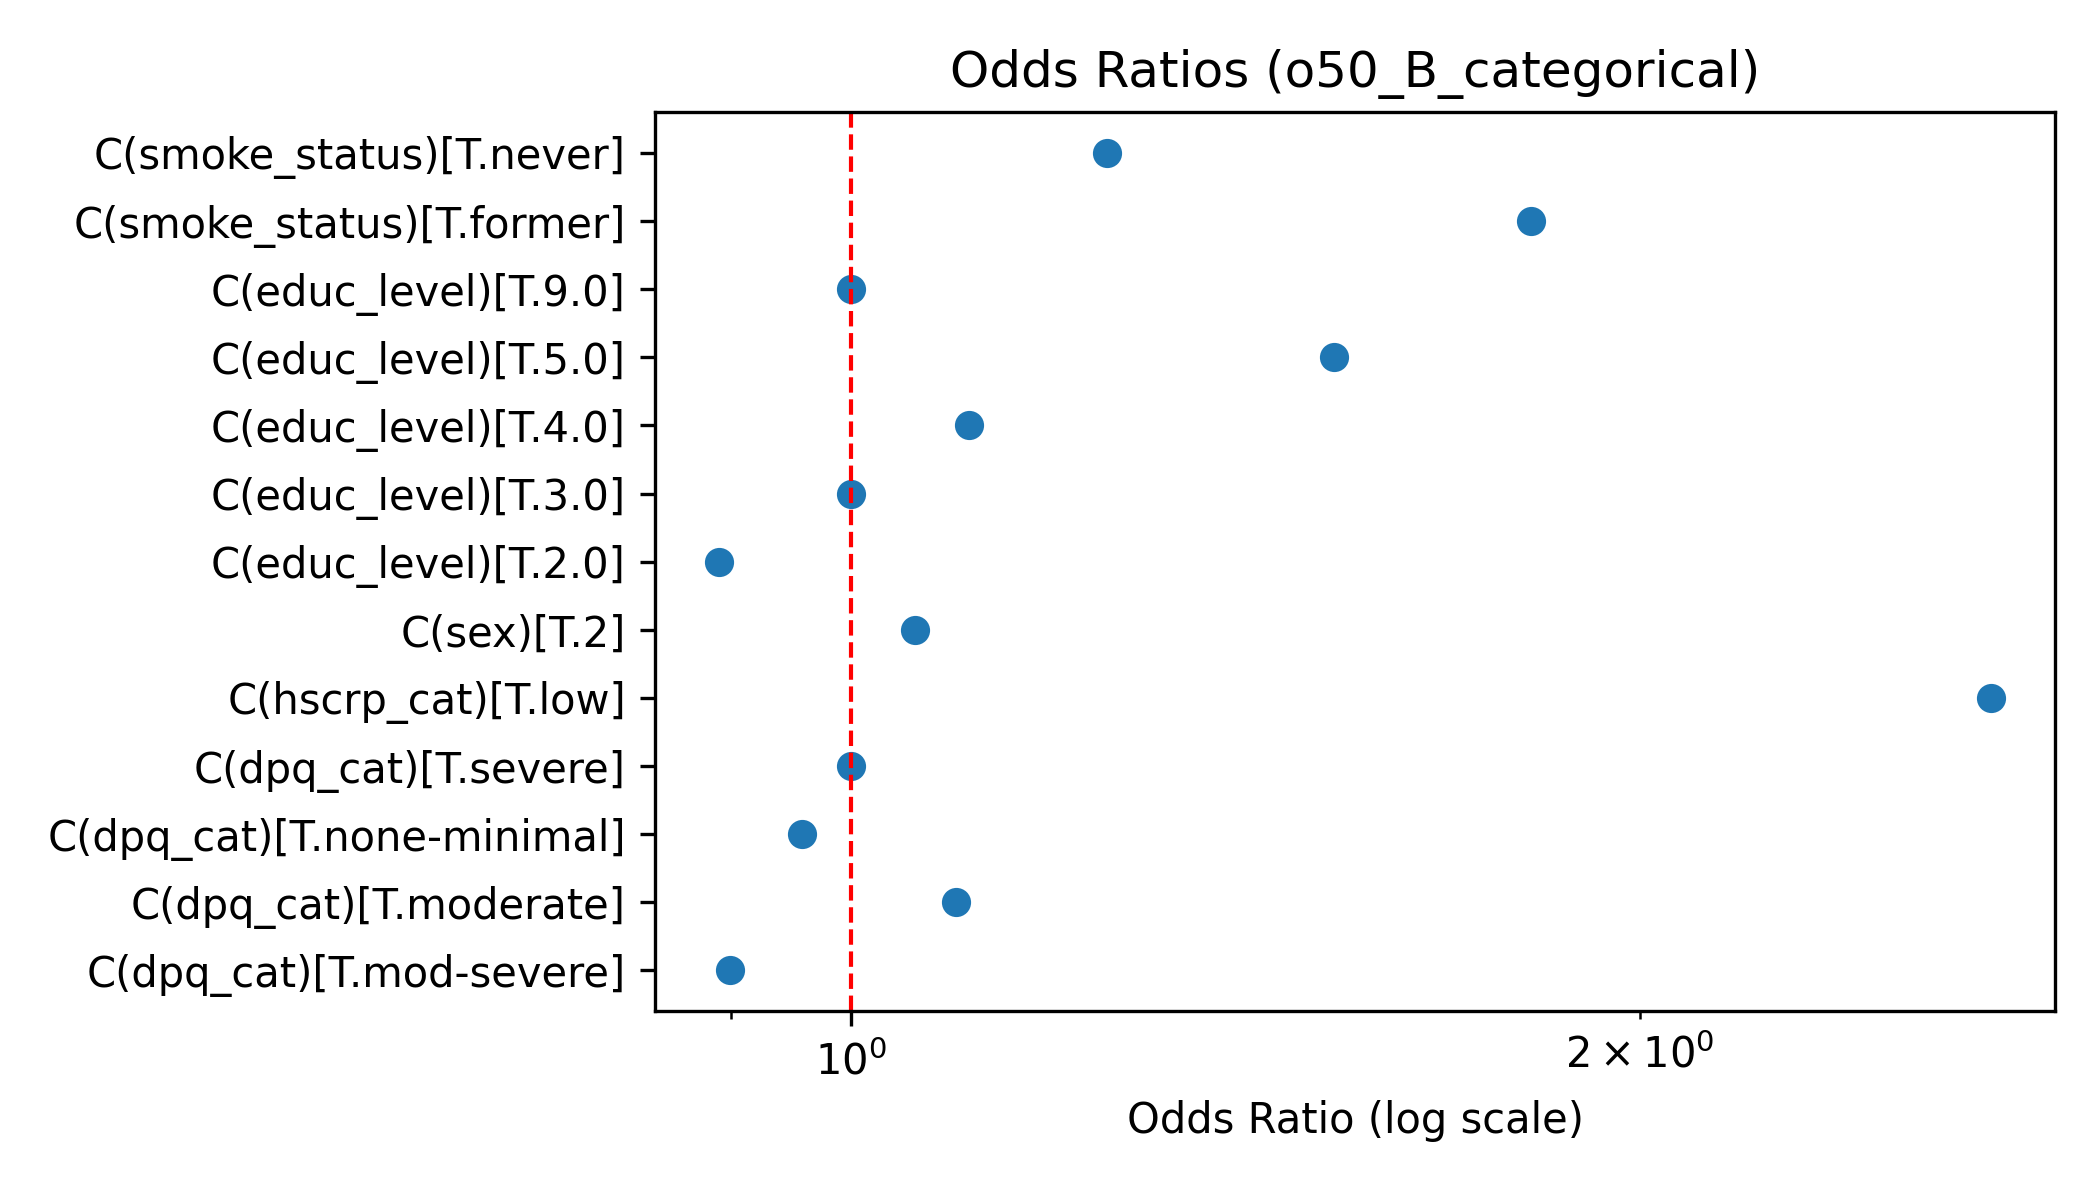 Odds Ratios (o50_B_categorical)
C(smoke_status)[T.never]
C(smoke_status)[T.former]
C(educ_level)[T.9.0]
C(educ_level)[T.5.0]
C(educ_level)[T.4.0]
C(educ_level)[T.3.0]
C(educ_level)[T.2.0]
C(sex)[T.2]
C(hscrp_cat)[T.low]
C(dpq_cat)[T.severe]
C(dpq_cat)[T.none-minimal]
C(dpq_cat)[T.moderate]
C(dpq_cat)[T.mod-severe]
10⁰ 2 × 10⁰
Odds Ratio (log scale)